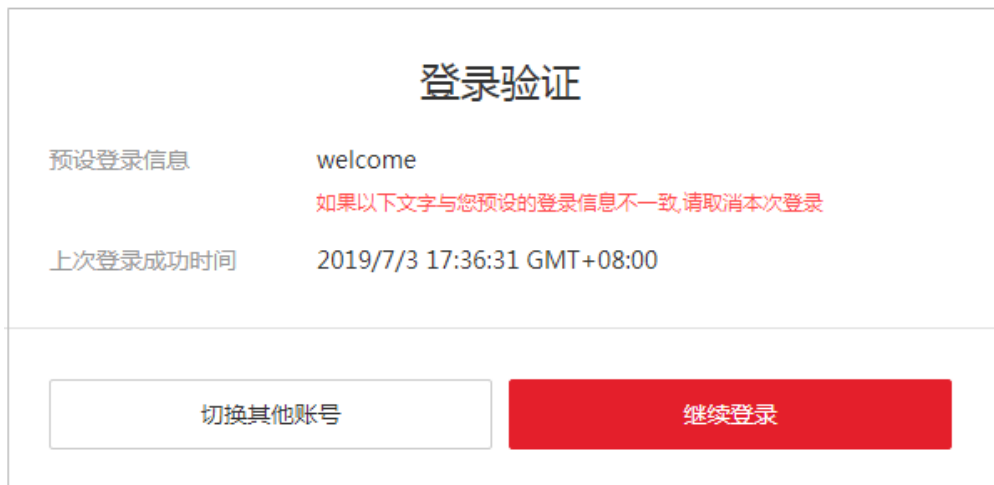 登录验证
预设登录信息 welcome
如果以下文字与您预设的登录信息不一致,请取消本次登录
上次登录成功时间 2019/7/3 17:36:31 GMT+08:00
切换其他账号 继续登录